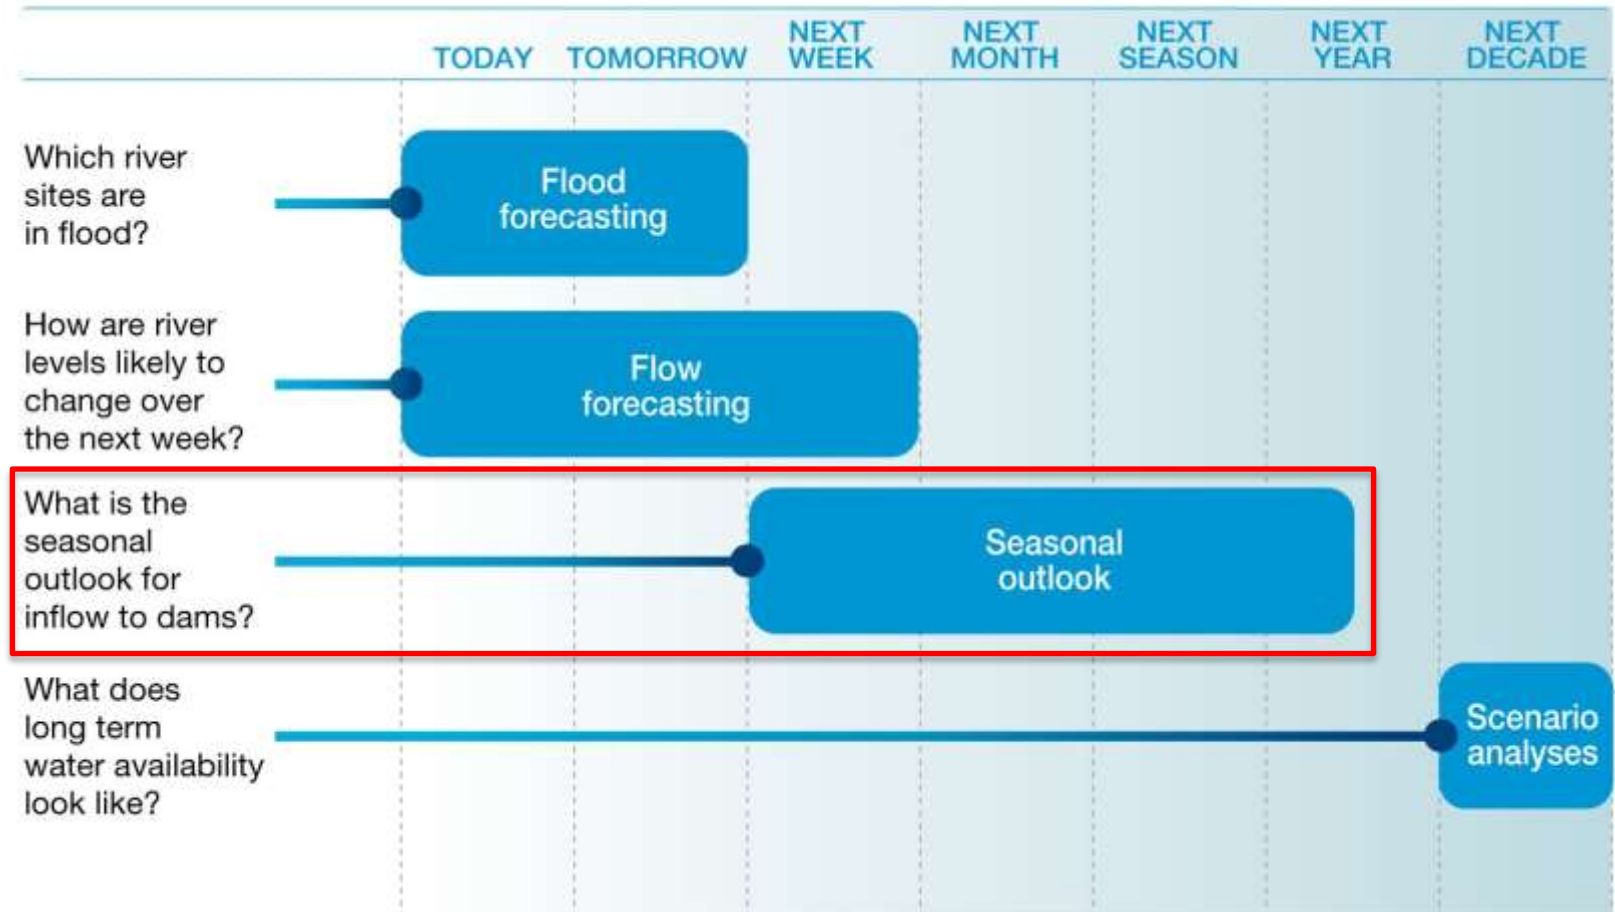 TODAY
TOMORROW
NEXT
WEEK
NEXT
MONTH
NEXT
SEASON
NEXT
YEAR
NEXT
DECADE
Which river
sites are
in flood?
Flood
forecasting
How are river
levels likely to
change over
the next week?
Flow
forecasting
What is the
seasonal
outlook for
inflow to dams?
Seasonal
outlook
What does
long term
water availability
look like?
Scenario
analyses